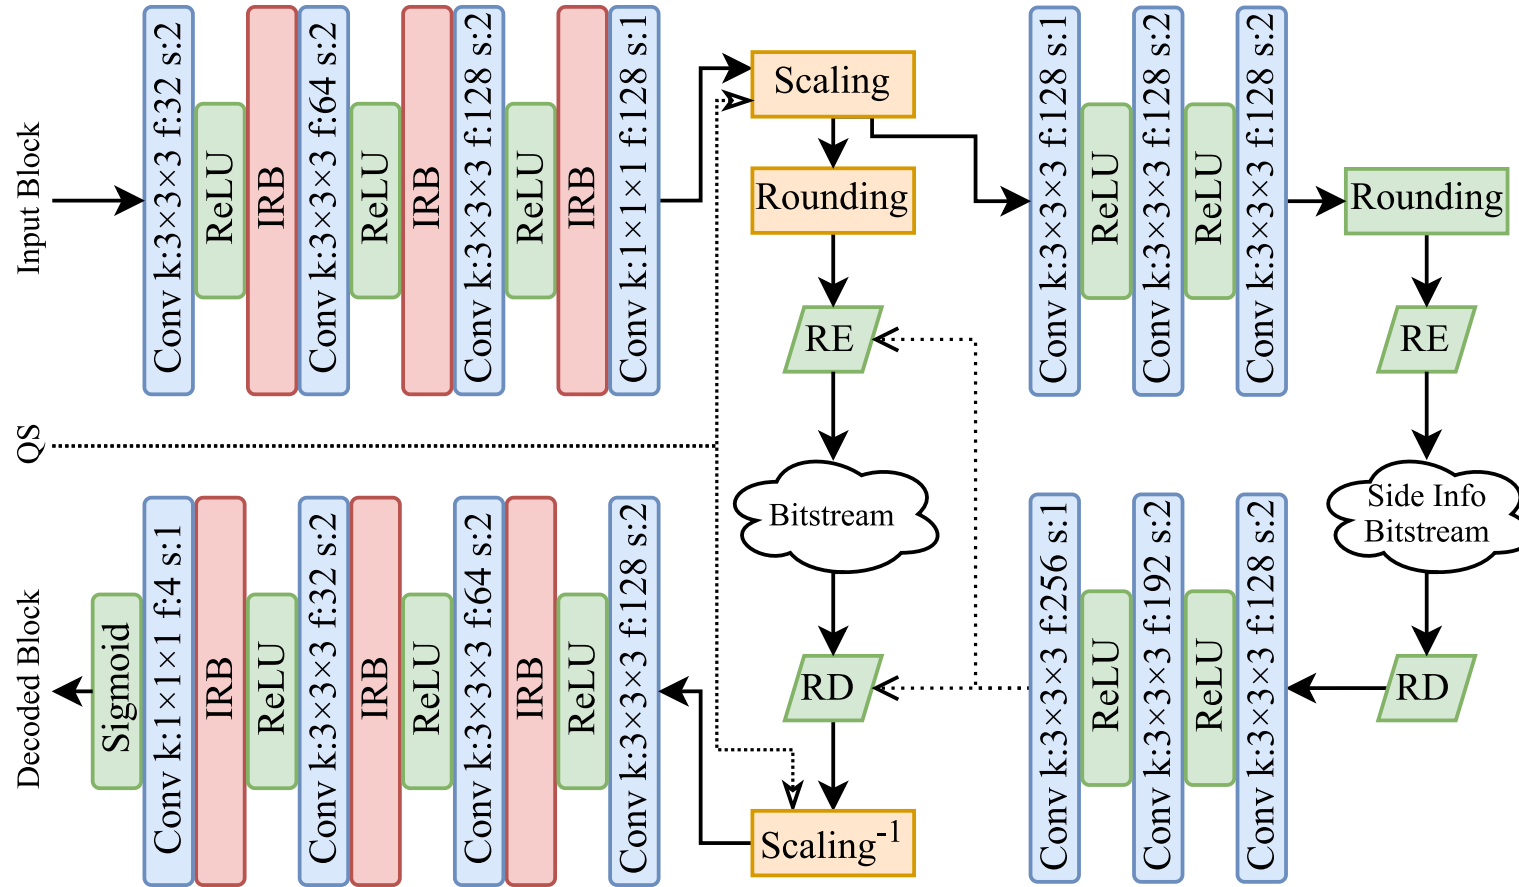 Input Block
Conv k:3×3×3 f:32 s:2
ReLU
IRB
Conv k:3×3×3 f:64 s:2
ReLU
IRB
Conv k:3×3×3 f:128 s:2
ReLU
IRB
Conv k:1×1×1 f:128 s:1
Scaling
Rounding
RE
Bitstream
RD
Scaling⁻¹
Conv k:3×3×3 f:128 s:1
ReLU
Conv k:3×3×3 f:128 s:2
ReLU
Conv k:3×3×3 f:128 s:2
Rounding
RE
Side Info
Bitstream
RD
QS
Decoded Block
Sigmoid
Conv k:1×1×1 f:4 s:1
IRB
ReLU
Conv k:3×3×3 f:32 s:2
IRB
ReLU
Conv k:3×3×3 f:64 s:2
IRB
ReLU
Conv k:3×3×3 f:128 s:2
Conv k:3×3×3 f:256 s:1
ReLU
Conv k:3×3×3 f:192 s:2
ReLU
Conv k:3×3×3 f:128 s:2